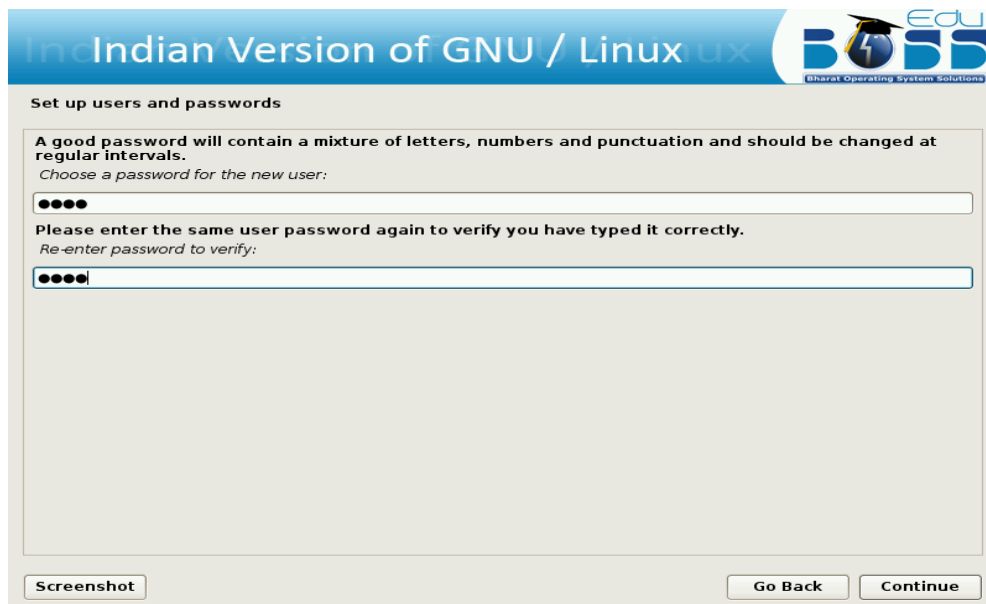 Indian Version of GNU / Linux
Edu
BOSS
Bharat Operating System Solutions
Set up users and passwords
A good password will contain a mixture of letters, numbers and punctuation and should be changed at
regular intervals.
Choose a password for the new user:
●●●●
Please enter the same user password again to verify you have typed it correctly.
Re-enter password to verify:
●●●●
Screenshot
Go Back
Continue